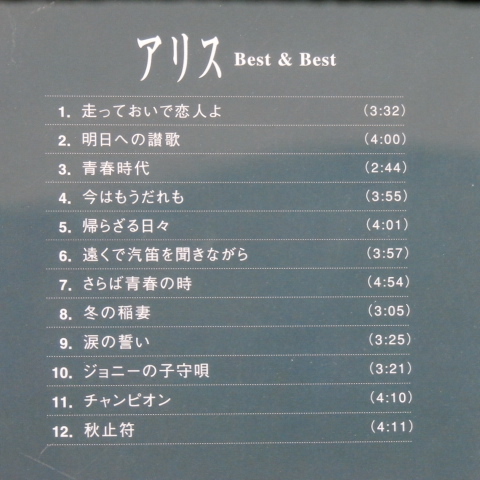 アリス Best & Best
1. 走っておいで恋人よ (3:32)
2. 明日への讃歌 (4:00)
3. 青春時代 (2:44)
4. 今はもうだれも (3:55)
5. 帰らざる日々 (4:01)
6. 遠くで汽笛を聞きながら (3:57)
7. さらば青春の時 (4:54)
8. 冬の稲妻 (3:05)
9. 涙の誓い (3:25)
10. ジョニーの子守唄 (3:21)
11. チャンピオン (4:10)
12. 秋止符 (4:11)